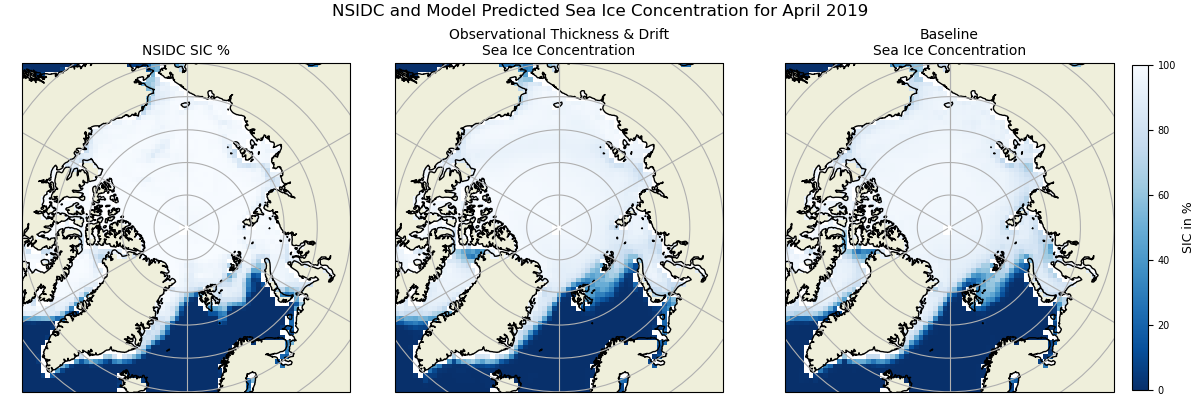 NSIDC and Model Predicted Sea Ice Concentration for April 2019
NSIDC SIC %
Observational Thickness & Drift
Sea Ice Concentration
Baseline
Sea Ice Concentration
100
80
60
40
20
0
SIC in %